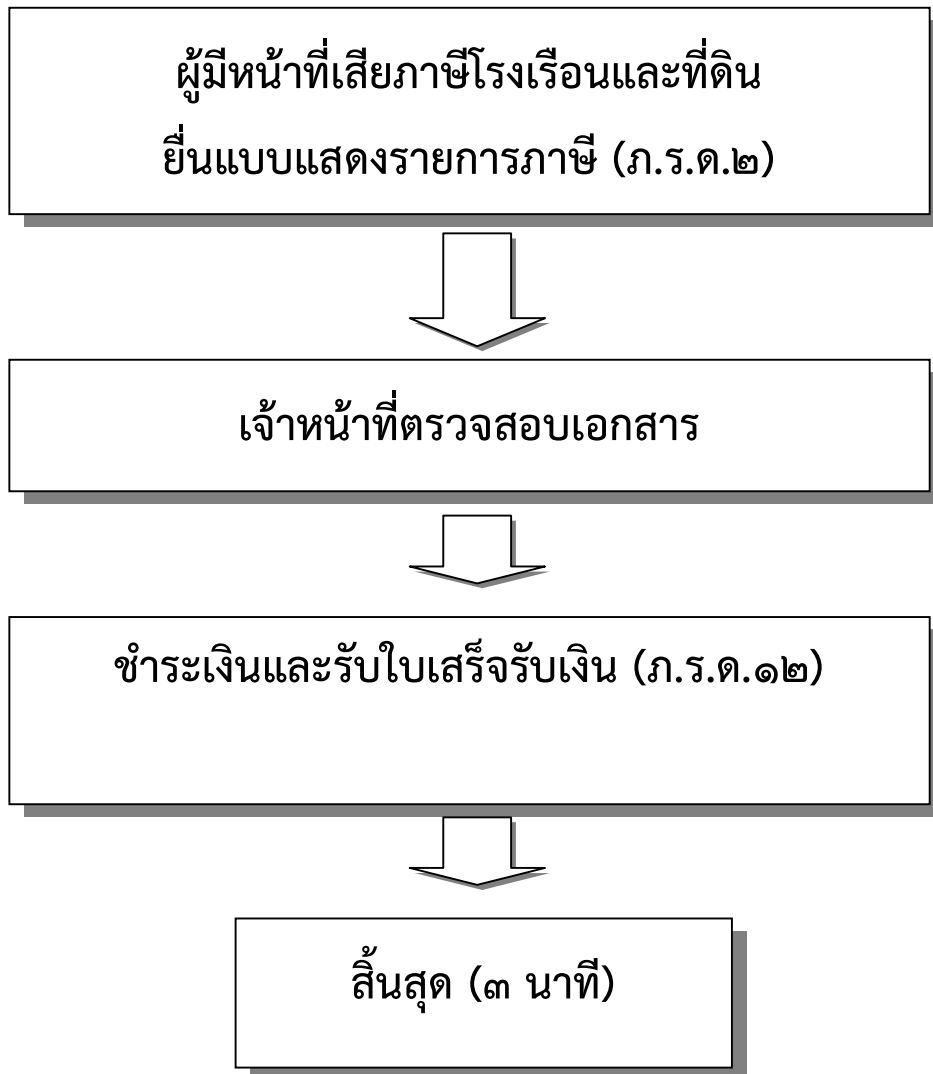 ผู้มีหน้าที่เสียภาษีโรงเรือนและที่ดิน
ยื่นแบบแสดงรายการภาษี (ภ.ร.ด.๒)
เจ้าหน้าที่ตรวจสอบเอกสาร
ชำระเงินและรับใบเสร็จรับเงิน (ภ.ร.ด.๑๒)
สิ้นสุด (๓ นาที)